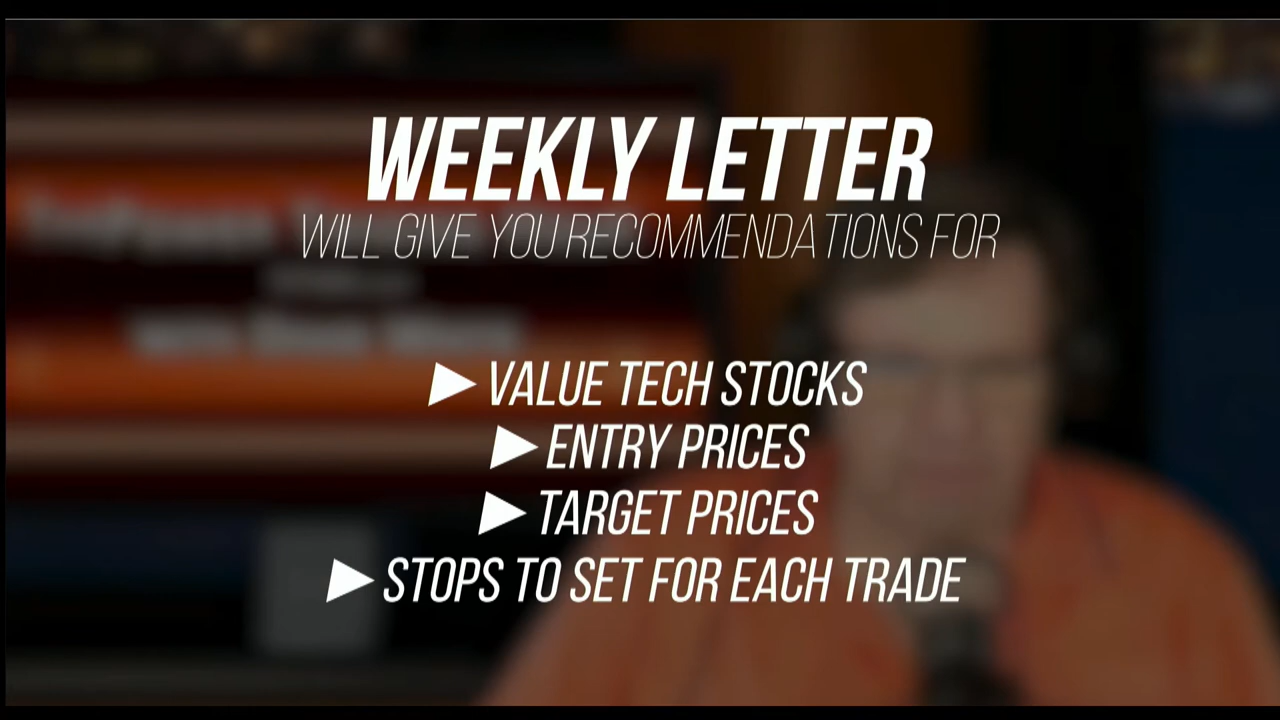 WEEKLY LETTER
WILL GIVE YOU RECOMMENDATIONS FOR
▶ VALUE TECH STOCKS
▶ ENTRY PRICES
▶ TARGET PRICES
▶ STOPS TO SET FOR EACH TRADE